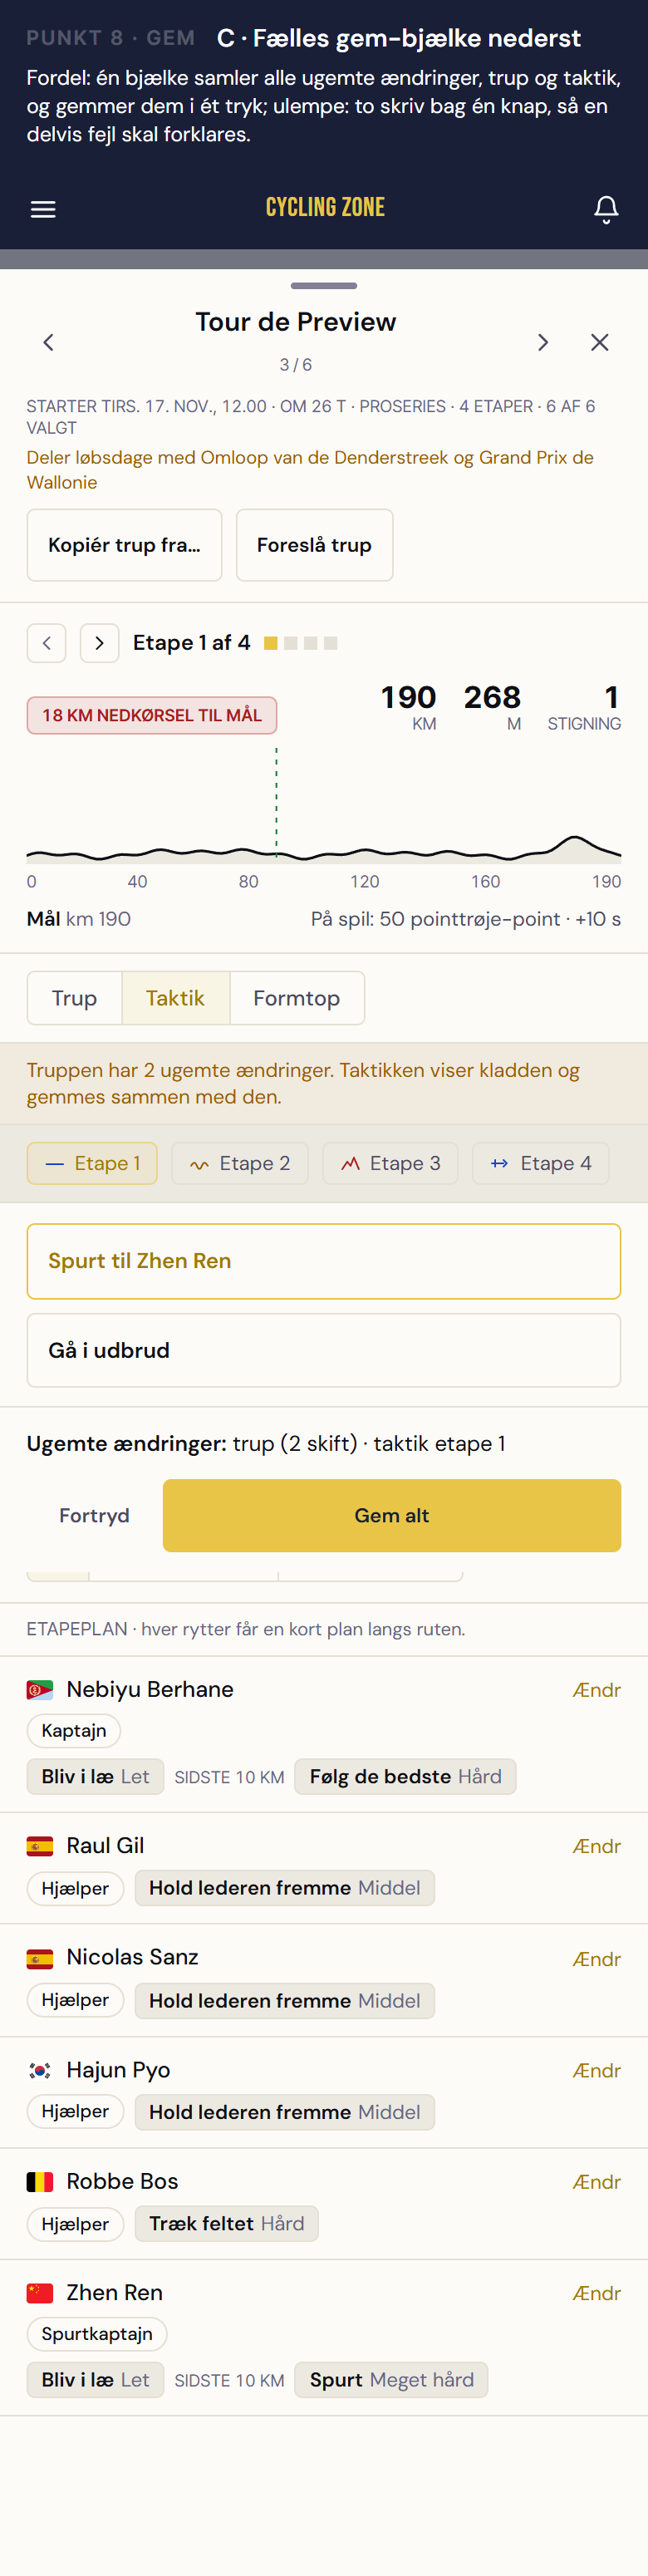 PUNKT 8 · GEM C · Fælles gem-bjælke nederst
Fordel: én bjælke samler alle ugemte ændringer, trup og taktik,
og gemmer dem i ét tryk; ulempe: to skriv bag én knap, så en
delvis fejl skal forklares.
CYCLING ZONE
Tour de Preview
3 / 6
STARTER TIRS. 17. NOV., 12.00 · OM 26 T · PROSERIES · 4 ETAPER · 6 AF 6
VALGT
Deler løbsdage med Omloop van de Denderstreek og Grand Prix de
Wallonie
Kopiér trup fra... Foreslå trup
Etape 1 af 4
18 KM NEDKØRSEL TIL MÅL
190 268 1
KM M STIGNING
0 40 80 120 160 190
Mål km 190 På spil: 50 pointtrøje-point · +10 s
Trup Taktik Formtop
Truppen har 2 ugemte ændringer. Taktikken viser kladden og
gemmes sammen med den.
Etape 1 Etape 2 Etape 3 Etape 4
Spurt til Zhen Ren
Gå i udbrud
Ugemte ændringer: trup (2 skift) · taktik etape 1
Fortryd Gem alt
ETAPEPLAN · hver rytter får en kort plan langs ruten.
Nebiyu Berhane Ændr
Kaptajn
Bliv i læ Let SIDSTE 10 KM Følg de bedste Hård
Raul Gil Ændr
Hjælper Hold lederen fremme Middel
Nicolas Sanz Ændr
Hjælper Hold lederen fremme Middel
Hajun Pyo Ændr
Hjælper Hold lederen fremme Middel
Robbe Bos Ændr
Hjælper Træk feltet Hård
Zhen Ren Ændr
Spurtkaptajn
Bliv i læ Let SIDSTE 10 KM Spurt Meget hård